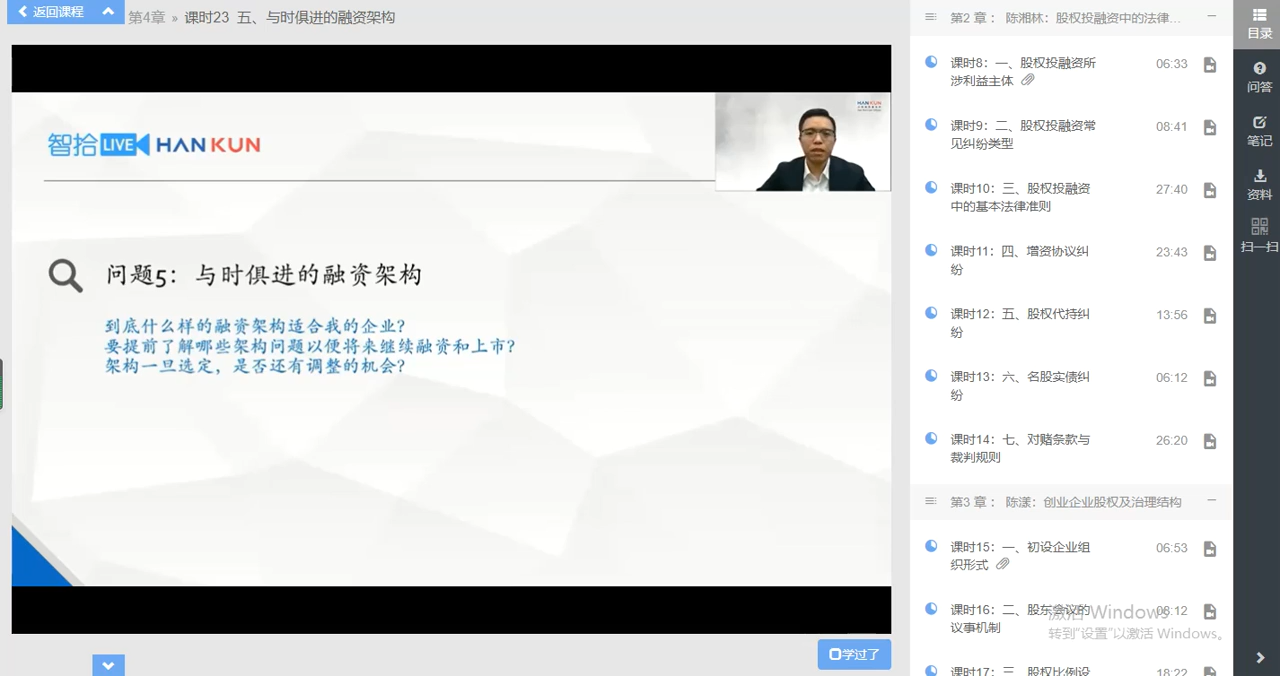 返回课程
第4章 » 课时23 五、与时俱进的融资架构
智拾 LIVE HANKUN
HANKUN
问题5：与时俱进的融资架构
到底什么样的融资架构适合我的企业？
要提前了解哪些架构问题以便将来继续融资和上市？
架构一旦选定，是否还有调整的机会？
学过了
第2 章： 陈湘林：股权投融资中的法律...
课时8：一、股权投融资所
涉利益主体
06:33
课时9：二、股权投融资常
见纠纷类型
08:41
课时10：三、股权投融资
中的基本法律准则
27:40
课时11：四、增资协议纠
纷
23:43
课时12：五、股权代持纠
纷
13:56
课时13：六、名股实债纠
纷
06:12
课时14：七、对赌条款与
裁判规则
26:20
第3 章： 陈漾：创业企业股权及治理结构
课时15：一、初设企业组
织形式
06:53
课时16：二、股东会议的
议事机制
08:12
课时17：三、股权比例设
18:22
激活 Windows
转到“设置”以激活 Windows。
目录
问答
笔记
资料
扫一扫